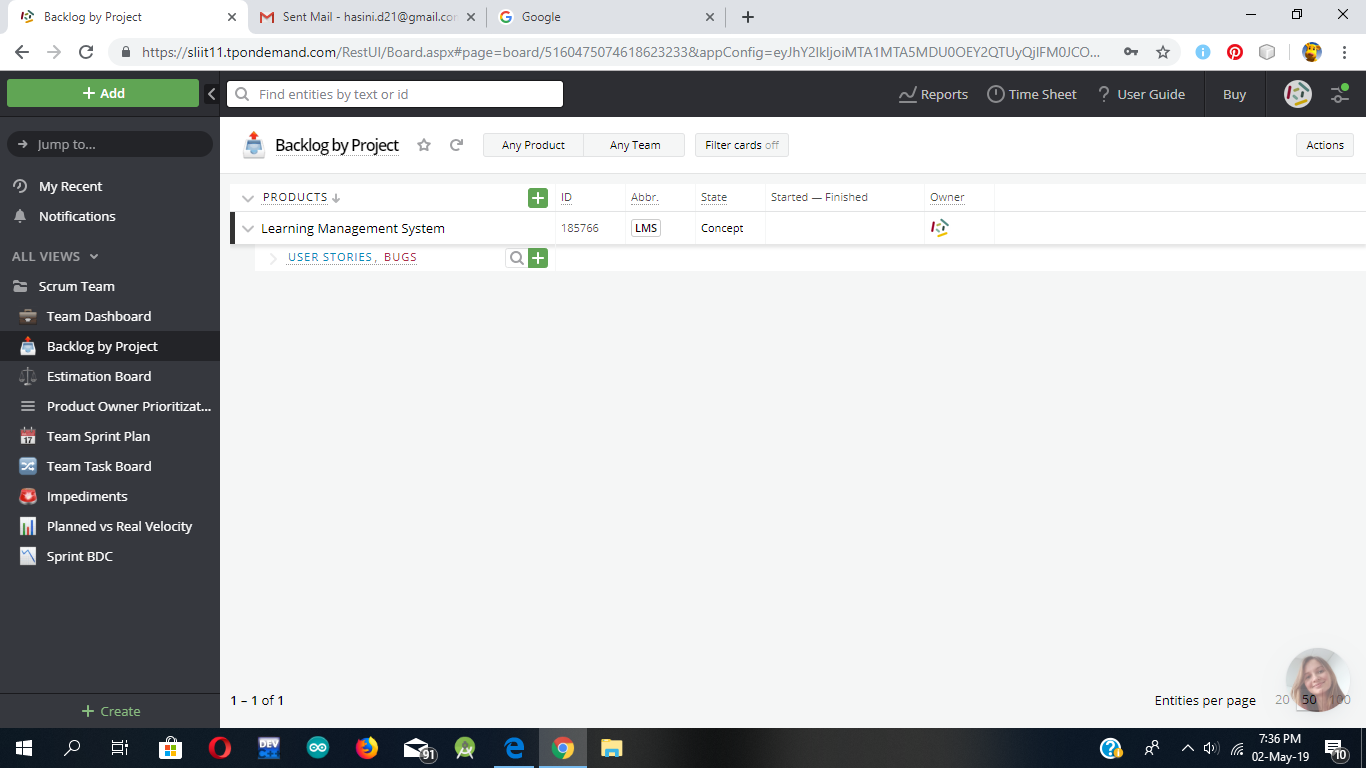 Backlog by Project
Sent Mail - hasini.d21@gmail.con
Google
https://sliit11.tpondemand.com/RestUI/Board.aspx#page=board/5160475074618623233&appConfig=eyJhY2lkIjoiMTA1MTA5MDU0OEY2QTUyQjlFM0JCO...
+ Add
Find entities by text or id
Reports
Time Sheet
? User Guide
Buy
Jump to...
Backlog by Project
Any Product
Any Team
Filter cards off
Actions
My Recent
Notifications
PRODUCTS
ID
Abbr.
State
Started — Finished
Owner
Learning Management System
185766
LMS
Concept
USER STORIES, BUGS
ALL VIEWS
Scrum Team
Team Dashboard
Backlog by Project
Estimation Board
Product Owner Prioritizat...
Team Sprint Plan
Team Task Board
Impediments
Planned vs Real Velocity
Sprint BDC
+ Create
1 – 1 of 1
Entities per page 20 50 100
DEV
91
7:36 PM
02-May-19
10